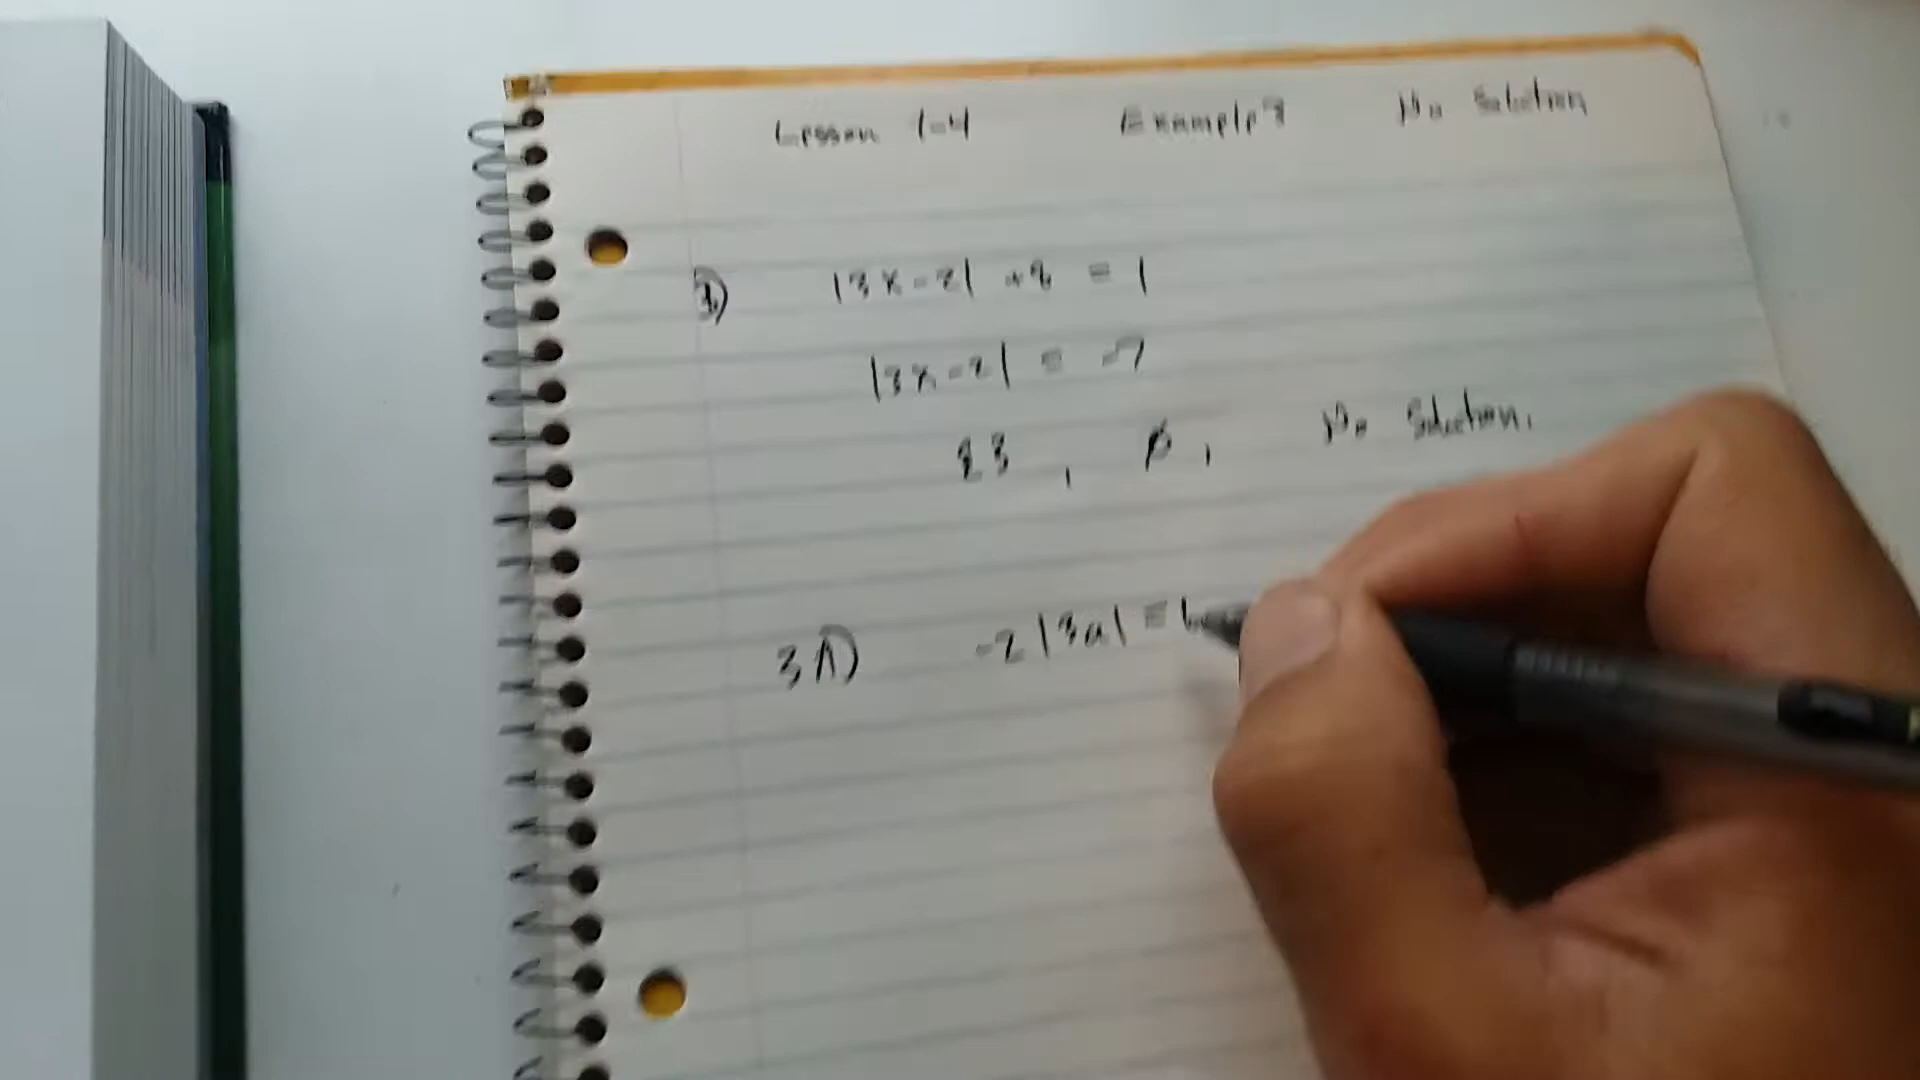 Lesson 1-4 Example 3 No Solution
3) |3x-2| +8 = 1
|3x-2| = -7
{} , ∅ , No Solution.
3A) -2|3a| = 6